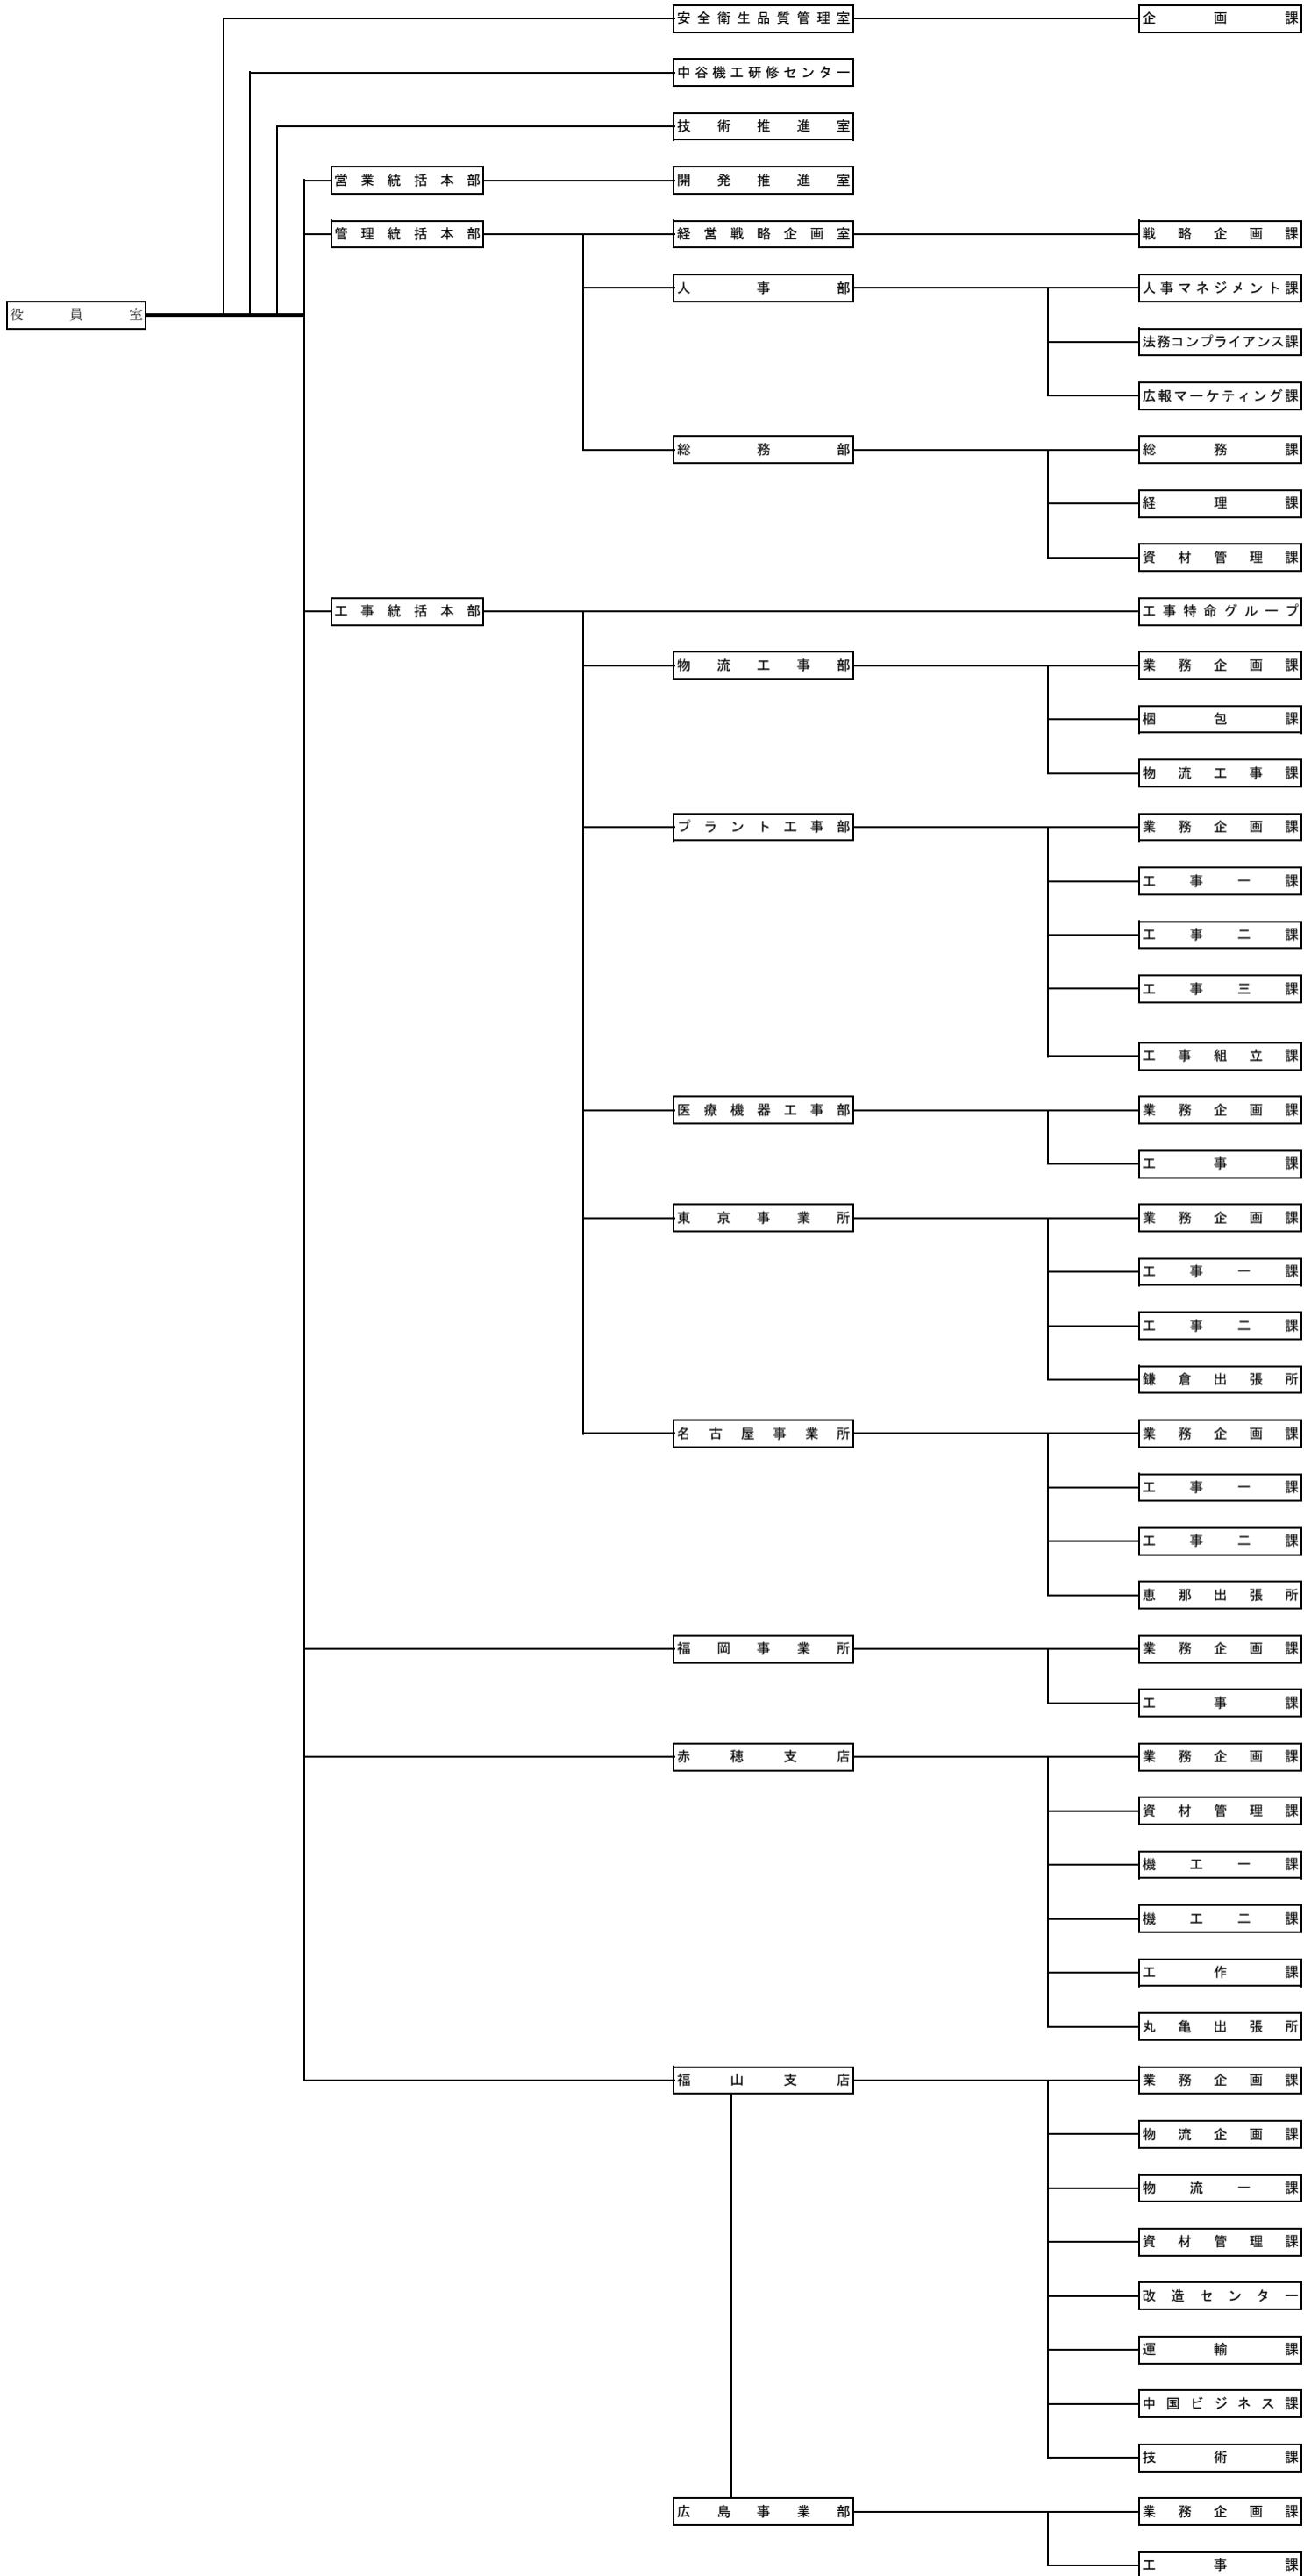 安全衛生品質管理室 企画課
中谷機工研修センター
技術推進室
営業統括本部 開発推進室
管理統括本部 経営戦略企画室 戦略企画課
人事部 人事マネジメント課
役員室
法務コンプライアンス課
広報マーケティング課
総務部 総務課
経理課
資材管理課
工事統括本部 工事特命グループ
物流工事部 業務企画課
梱包課
物流工事課
プラント工事部 業務企画課
工事一課
工事二課
工事三課
工事組立課
医療機器工事部 業務企画課
工事課
東京事業所 業務企画課
工事一課
工事二課
鎌倉出張所
名古屋事業所 業務企画課
工事一課
工事二課
恵那出張所
福岡事業所 業務企画課
工事課
赤穂支店 業務企画課
資材管理課
機工一課
機工二課
工作課
丸亀出張所
福山支店 業務企画課
物流企画課
物流一課
資材管理課
改造センター
運輸課
中国ビジネス課
技術課
広島事業部 業務企画課
工事課